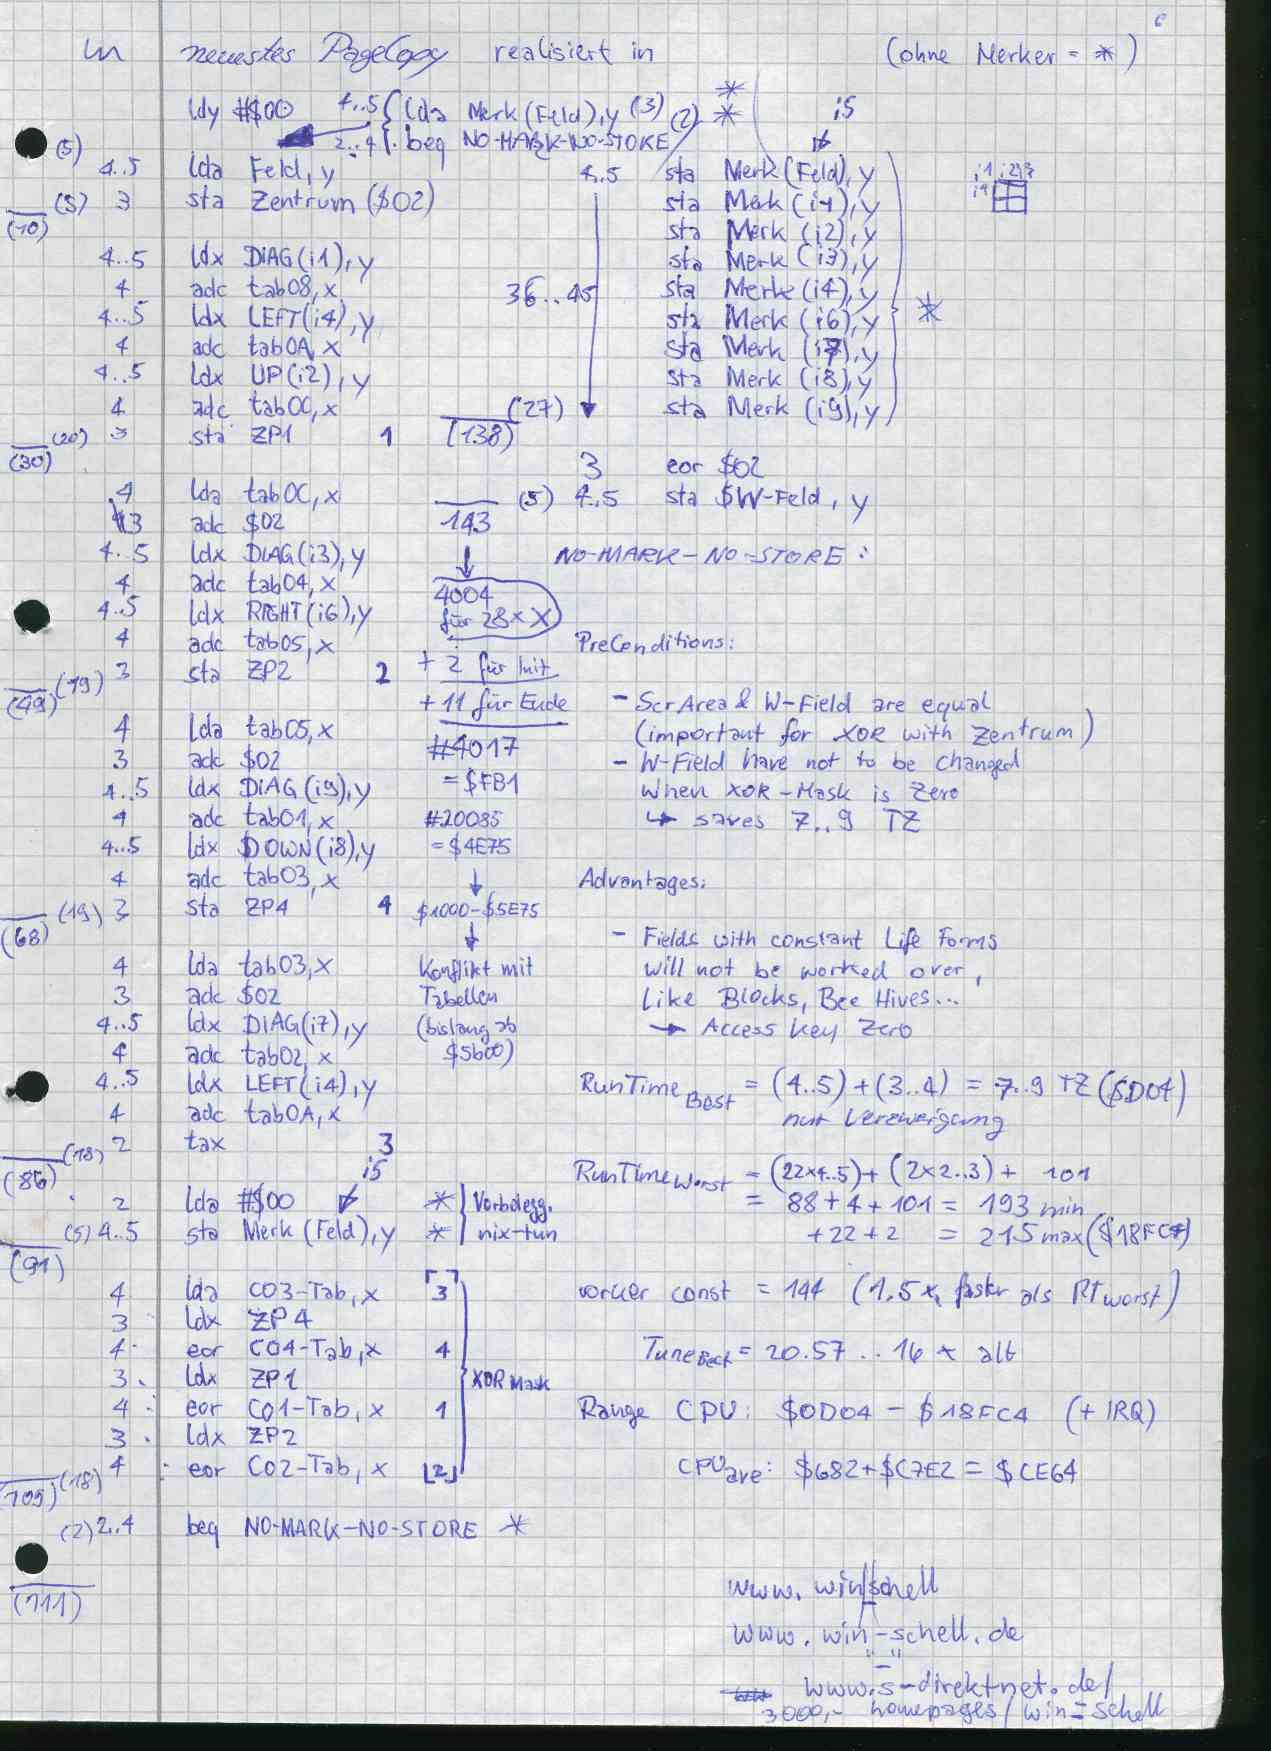 6
in neuestes PageCopy realisiert in (ohne Merker = *)
ldy #$00 4..5 { lda Merk (Feld), y (3) *
2..4 beq NO-MARK-NO-STORE (2) *
i5
(5) 4..5 lda Feld, y
(3) 3 sta Zentrum ($02)
(10)
4..5 ldx DIAG(i1), y
4 adc tab08, x
4..5 ldx LEFT(i4), y
4 adc tab0A, x
4..5 ldx UP(i2), y
4 adc tab00, x
(20) 3 sta ZP1 1
(30)
4 lda tab0C, x
3 adc $02
4..5 ldx DIAG(i3), y
4 adc tab04, x
4..5 ldx RIGHT(i6), y
4 adc tab05, x
(19) 3 sta ZP2 2
(49)
4 lda tab05, x
3 adc $02
4..5 ldx DIAG(i9), y
4 adc tab01, x
4..5 ldx DOWN(i8), y
4 adc tab03, x
(19) 3 sta ZP4 4
(68)
4 lda tab03, x
3 adc $02
4..5 ldx DIAG(i7), y
4 adc tab02, x
4..5 ldx LEFT(i4), y
4 adc tab0A, x
(18) 2 tax 3
(86) i5
2 lda #$00 * Vorbelegg.
(5) 4..5 sta Merk (Feld), y * nix-tun
(91)
4 lda C03-Tab, x [3]
3 ldx ZP4
4 eor C04-Tab, x 4
3 ldx ZP1 XOR Mask
4 eor C01-Tab, x 1
3 ldx ZP2
(18) 4 eor C02-Tab, x [2]
(109)
(2) 2..4 beq NO-MARK-NO-STORE *
(111)
4..5 sta Merk (Feld), y
sta Merk (i1), y
sta Merk (i2), y
sta Merk (i3), y
36..45 sta Merk (i4), y *
sta Merk (i6), y
sta Merk (i7), y
sta Merk (i8), y
(27) sta Merk (i9), y
(138)
3 eor $02
(5) 4..5 sta $W-Feld, y
143
NO-MARK-NO-STORE:
i1 i2 i3
i4
4004
für 28 x X
+ 2 für Init
+ 11 für Ende
#4017
= $FB1
#20085
= $4E75
$1000-$5E75
Konflikt mit
Tabellen
(bislang ab
$5b00)
PreConditions:
- ScrArea & W-Field are equal
(important for XOR with Zentrum)
- W-Field have not to be changed
when XOR-Mask is Zero
→ saves 7..9 TZ
Advantages:
- Fields with constant Life Forms
will not be worked over,
Like Blocks, Bee Hives...
→ Access Key Zero
RunTime Best = (4..5) + (3..4) = 7..9 TZ ($D04)
nur Verzweigung
RunTime Worst = (22x4..5) + (2x2..3) + 101
= 88 + 4 + 101 = 193 min
+ 22 + 2 = 215 max ($18FC4)
vorher const = 144 (1.5 x faster als RTworst)
= 20.57 .. 16 x alt
Range CPU: $0D04 - $18FC4 (+ IRQ)
CPU ave: $682 + $C7E2 = $CE64
www. win schell
www. win-schell.de
"_"
www.s-direktnet.de/
3000,- homepages/win=schell